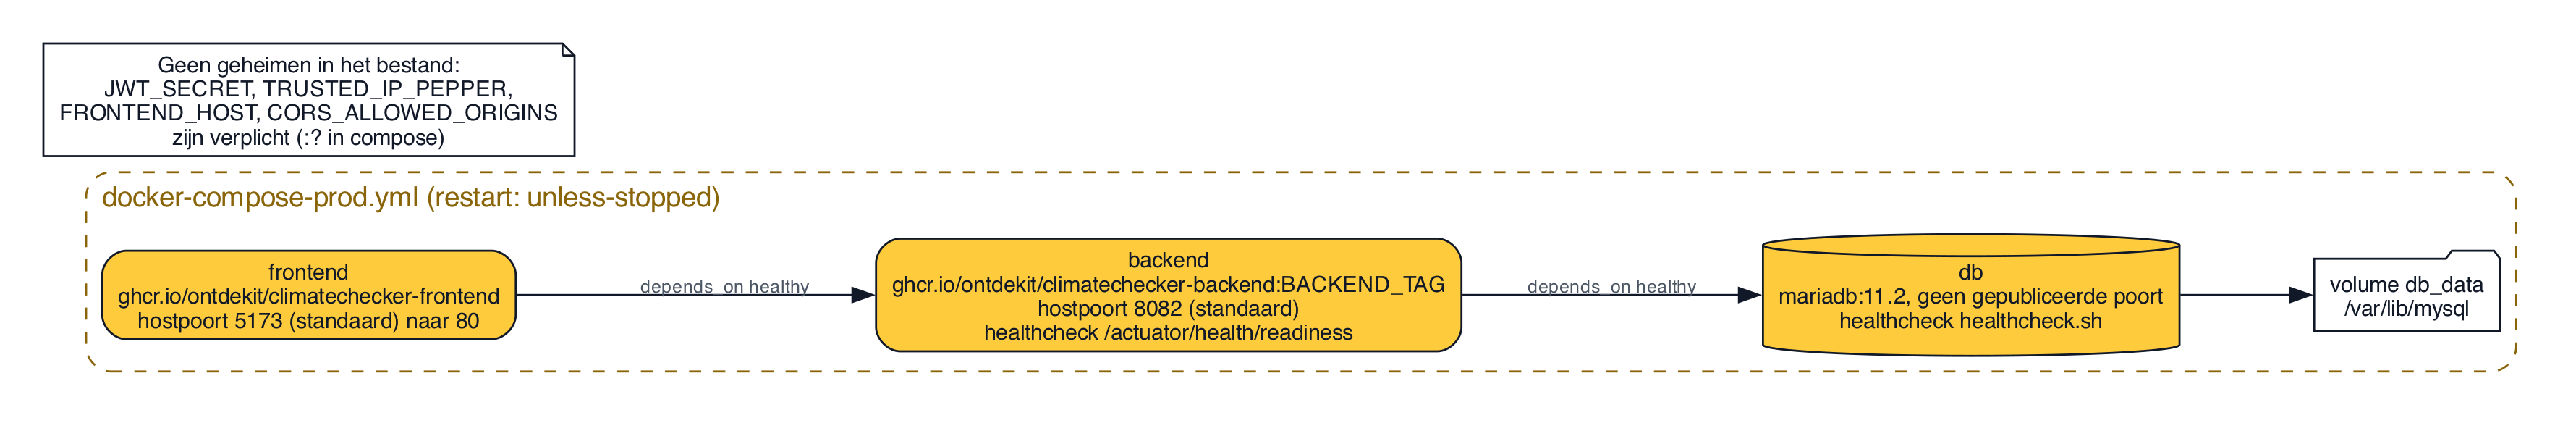 Geen geheimen in het bestand:
JWT_SECRET, TRUSTED_IP_PEPPER,
FRONTEND_HOST, CORS_ALLOWED_ORIGINS
zijn verplicht (:? in compose)
docker-compose-prod.yml (restart: unless-stopped)
frontend
ghcr.io/ontdekit/climatechecker-frontend
hostpoort 5173 (standaard) naar 80
depends_on healthy
backend
ghcr.io/ontdekit/climatechecker-backend:BACKEND_TAG
hostpoort 8082 (standaard)
healthcheck /actuator/health/readiness
depends_on healthy
db
mariadb:11.2, geen gepubliceerde poort
healthcheck healthcheck.sh
volume db_data
/var/lib/mysql